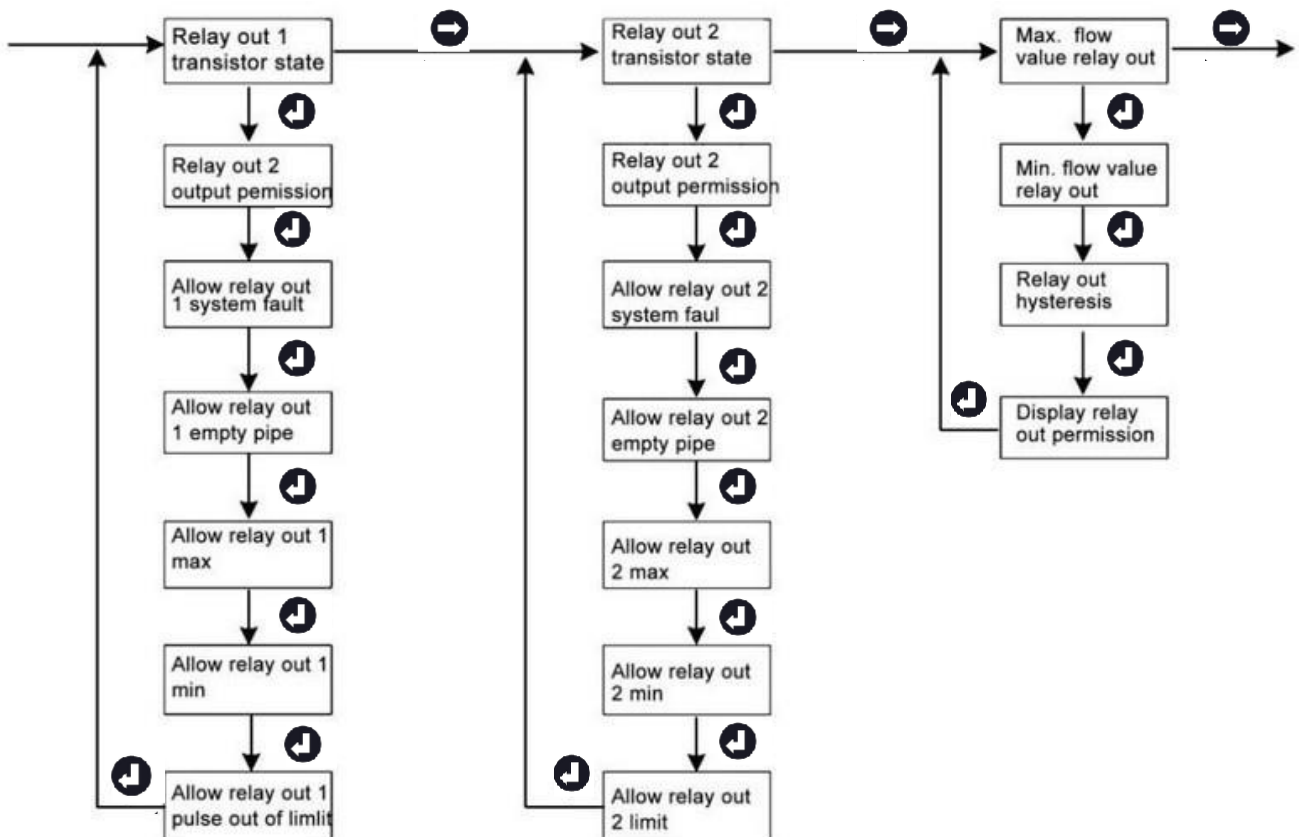 Relay out 1
transistor state
Relay out 2
output pemission
Allow relay out
1 system fault
Allow relay out
1 empty pipe
Allow relay out 1
max
Allow relay out 1
min
Allow relay out 1
pulse out of limlit
Relay out 2
transistor state
Relay out 2
output permission
Allow relay out 2
system faul
Allow relay out 2
empty pipe
Allow relay out
2 max
Allow relay out
2 min
Allow relay out
2 limit
Max. flow
value relay out
Min. flow value
relay out
Relay out
hysteresis
Display relay
out permission